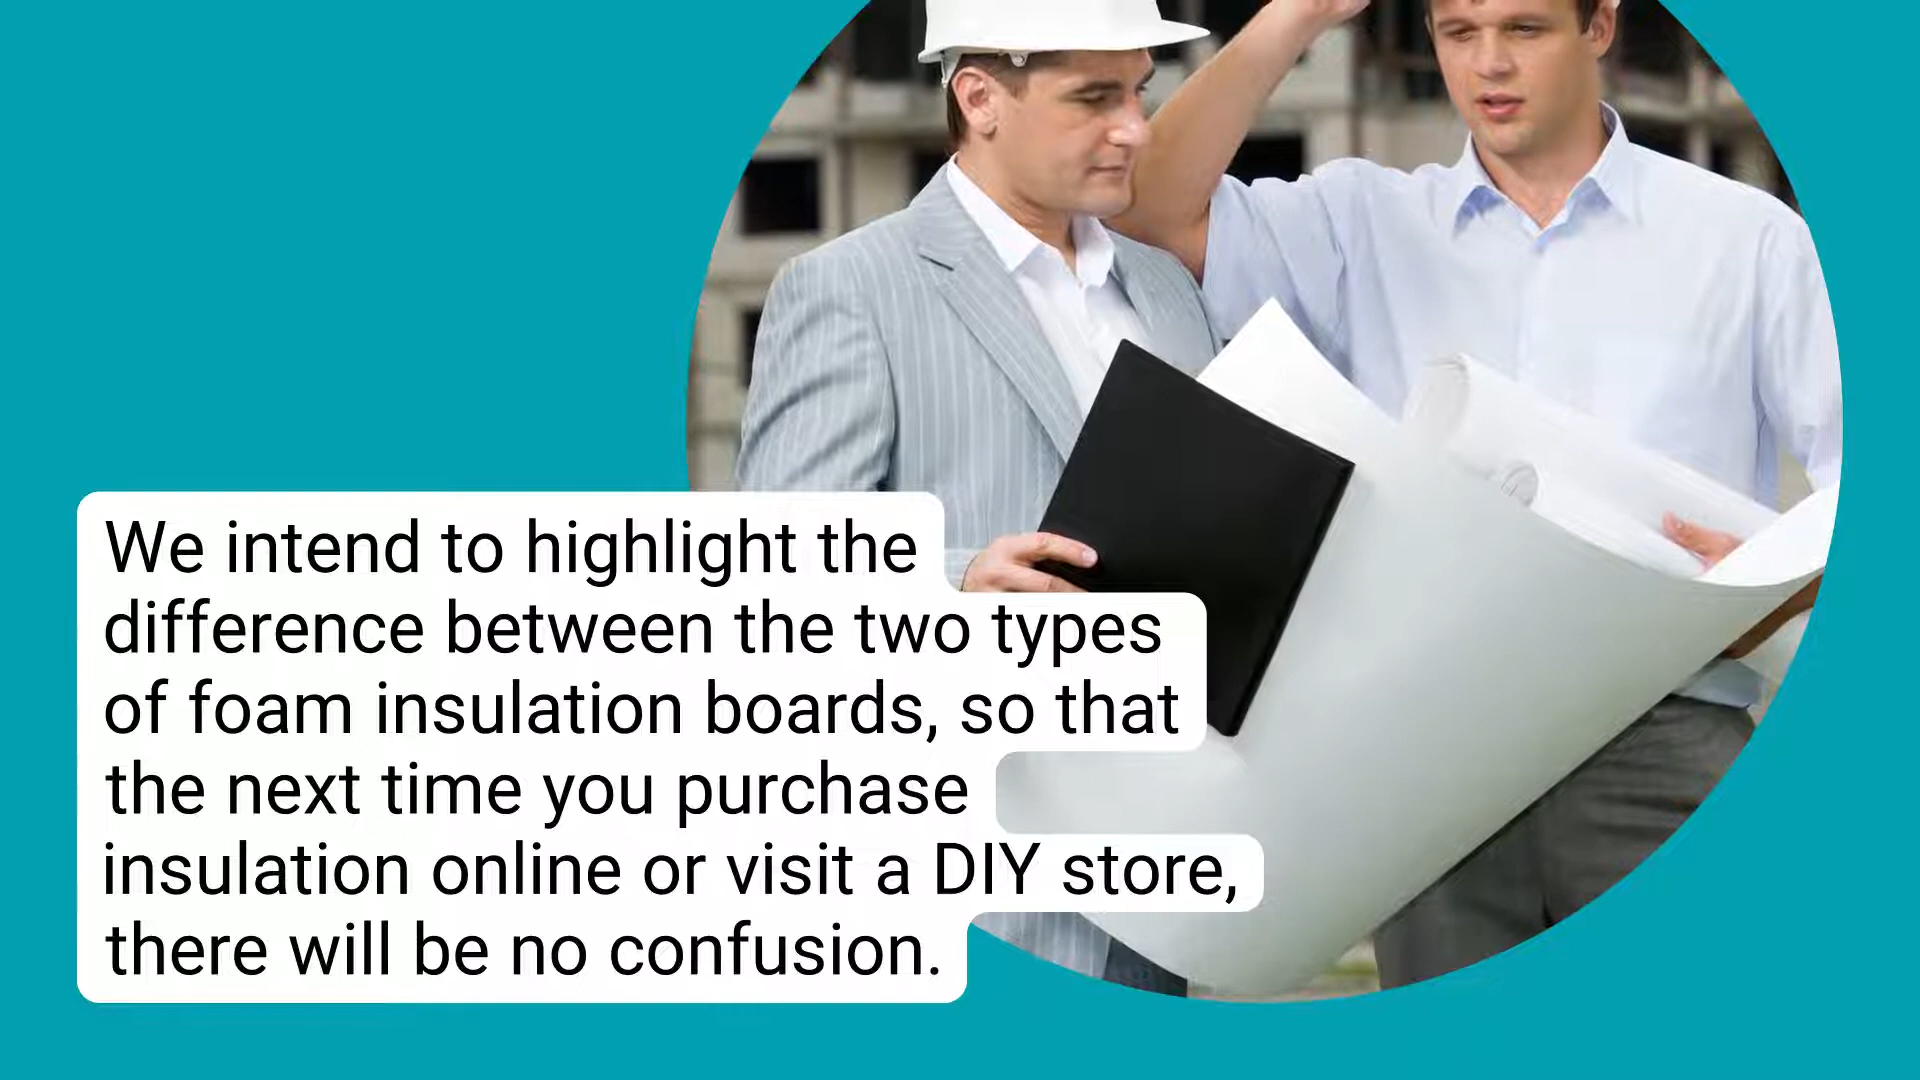 We intend to highlight the
difference between the two types
of foam insulation boards, so that
the next time you purchase
insulation online or visit a DIY store,
there will be no confusion.